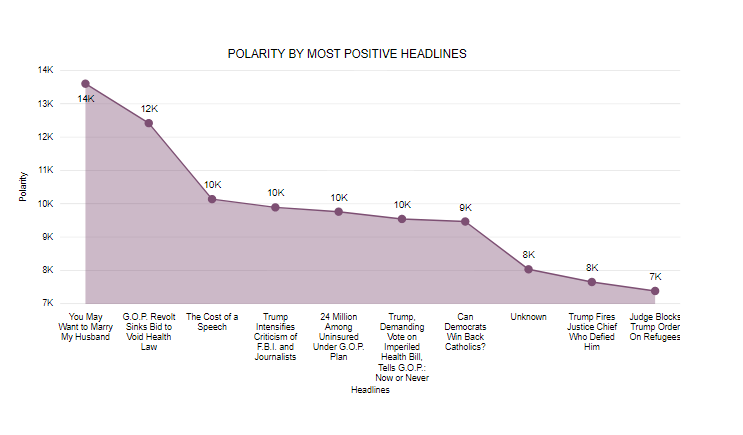 POLARITY BY MOST POSITIVE HEADLINES
14K
13K
12K
11K
10K
9K
8K
7K
Polarity
14K
12K
10K
10K
10K
10K
9K
8K
8K
7K
You May
Want to Marry
My Husband
G.O.P. Revolt
Sinks Bid to
Void Health
Law
The Cost of a
Speech
Trump
Intensifies
Criticism of
F.B.I. and
Journalists
24 Million
Among
Uninsured
Under G.O.P.
Plan
Trump,
Demanding
Vote on
Imperiled
Health Bill,
Tells G.O.P.:
Now or Never
Can
Democrats
Win Back
Catholics?
Unknown
Trump Fires
Justice Chief
Who Defied
Him
Judge Blocks
Trump Order
On Refugees
Headlines